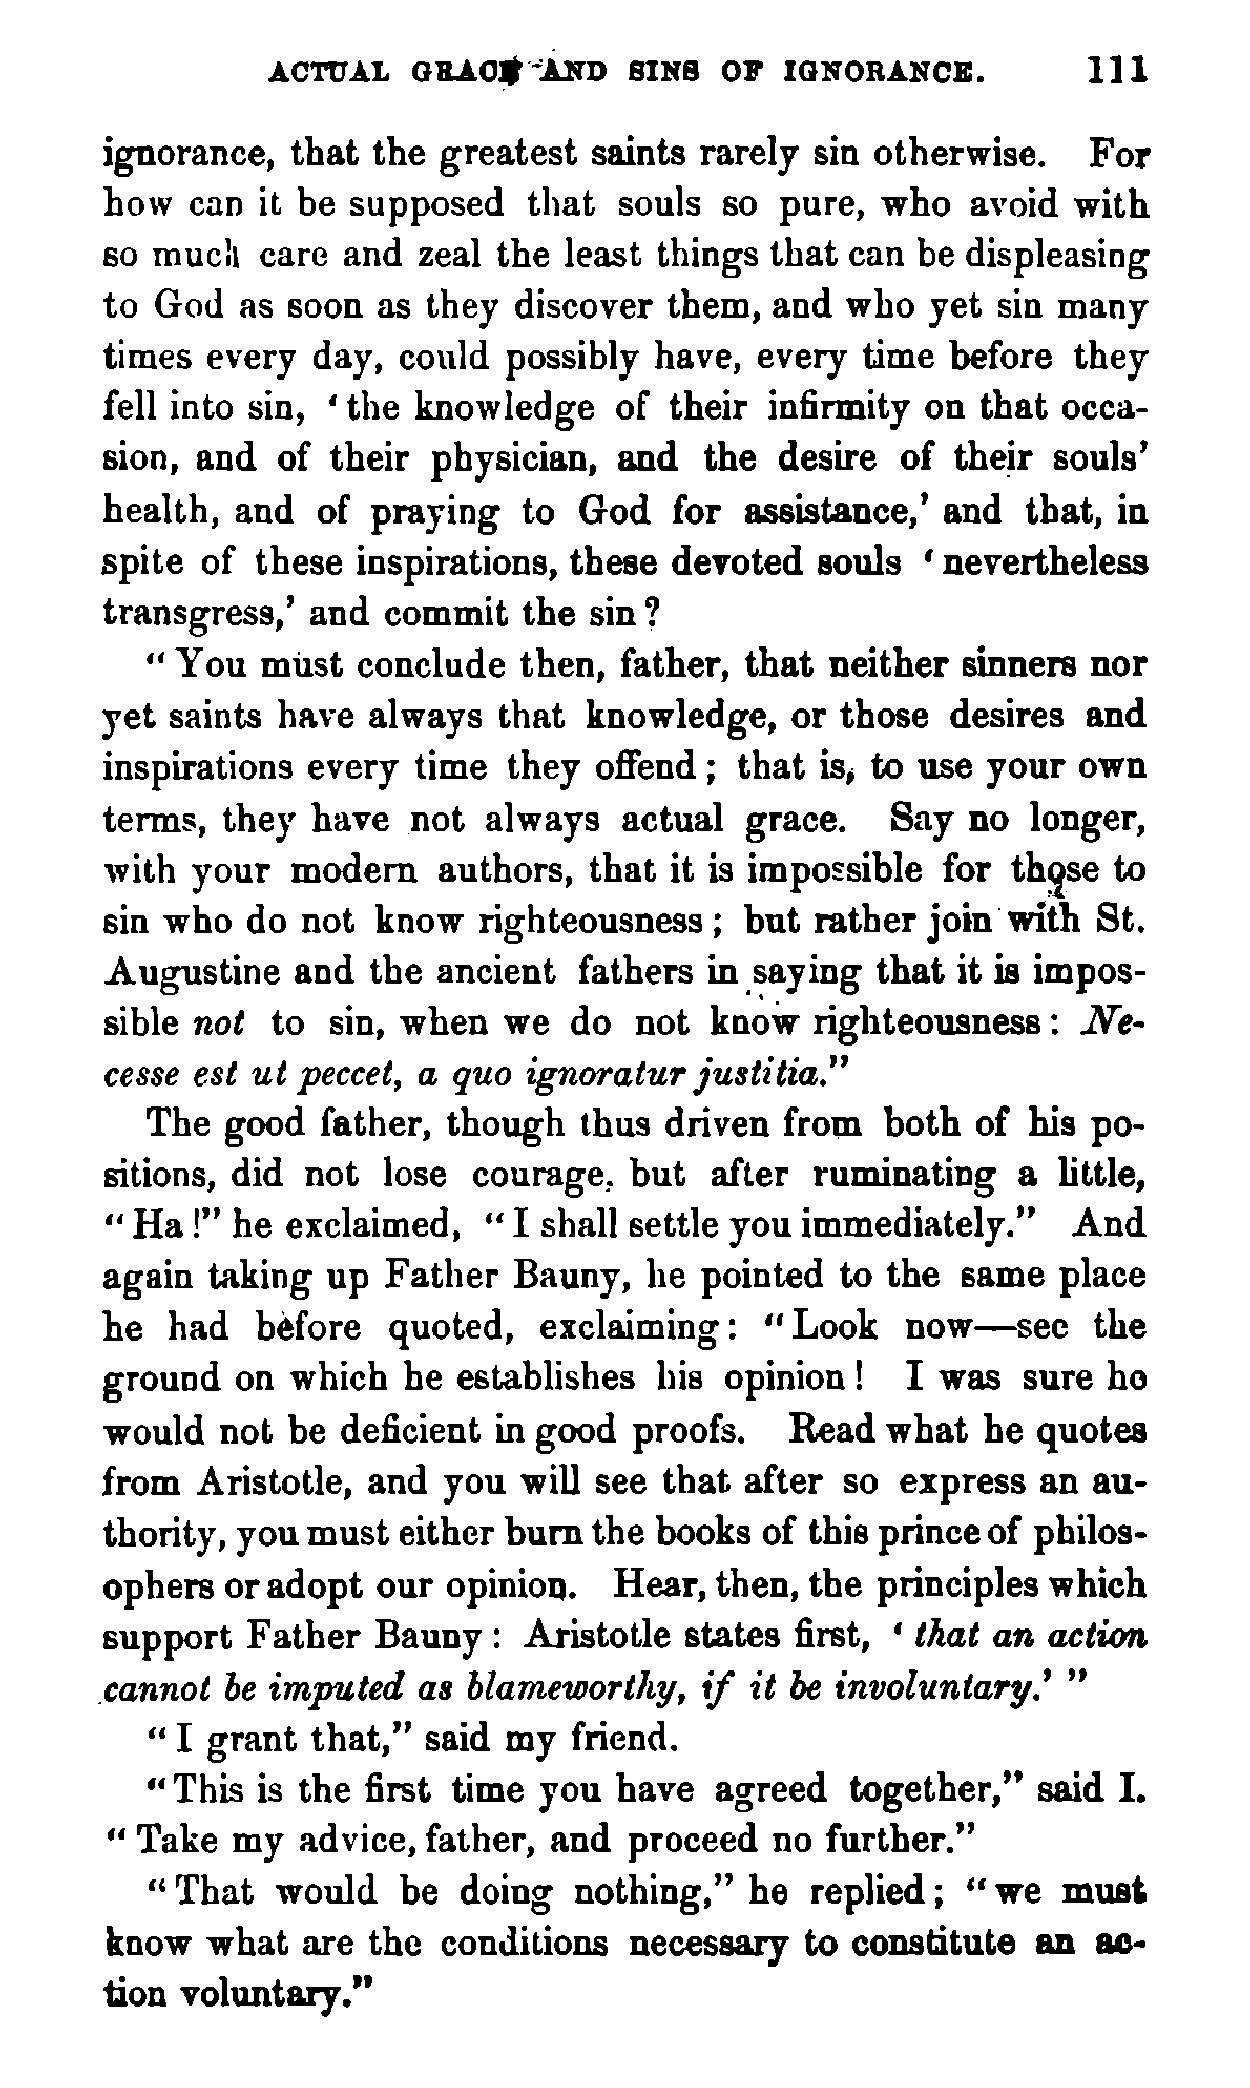 ACTUAL GRACE AND SINS OF IGNORANCE. 111
ignorance, that the greatest saints rarely sin otherwise. For
how can it be supposed that souls so pure, who avoid with
so much care and zeal the least things that can be displeasing
to God as soon as they discover them, and who yet sin many
times every day, could possibly have, every time before they
fell into sin, ‘the knowledge of their infirmity on that occa-
sion, and of their physician, and the desire of their souls’
health, and of praying to God for assistance,’ and that, in
spite of these inspirations, these devoted souls ‘nevertheless
transgress,’ and commit the sin?
“You must conclude then, father, that neither sinners nor
yet saints have always that knowledge, or those desires and
inspirations every time they offend; that is, to use your own
terms, they have not always actual grace. Say no longer,
with your modern authors, that it is impossible for those to
sin who do not know righteousness; but rather join with St.
Augustine and the ancient fathers in saying that it is impos-
sible not to sin, when we do not know righteousness: Ne-
cesse est ut peccet, a quo ignoratur justitia.”
The good father, though thus driven from both of his po-
sitions, did not lose courage, but after ruminating a little,
“Ha!” he exclaimed, “I shall settle you immediately.” And
again taking up Father Bauny, he pointed to the same place
he had before quoted, exclaiming: “Look now—see the
ground on which he establishes his opinion! I was sure he
would not be deficient in good proofs. Read what he quotes
from Aristotle, and you will see that after so express an au-
thority, you must either burn the books of this prince of philos-
ophers or adopt our opinion. Hear, then, the principles which
support Father Bauny: Aristotle states first, ‘that an action
cannot be imputed as blameworthy, if it be involuntary.’ ”
“I grant that,” said my friend.
“This is the first time you have agreed together,” said I.
“Take my advice, father, and proceed no further.”
“That would be doing nothing,” he replied; “we must
know what are the conditions necessary to constitute an ac-
tion voluntary.”